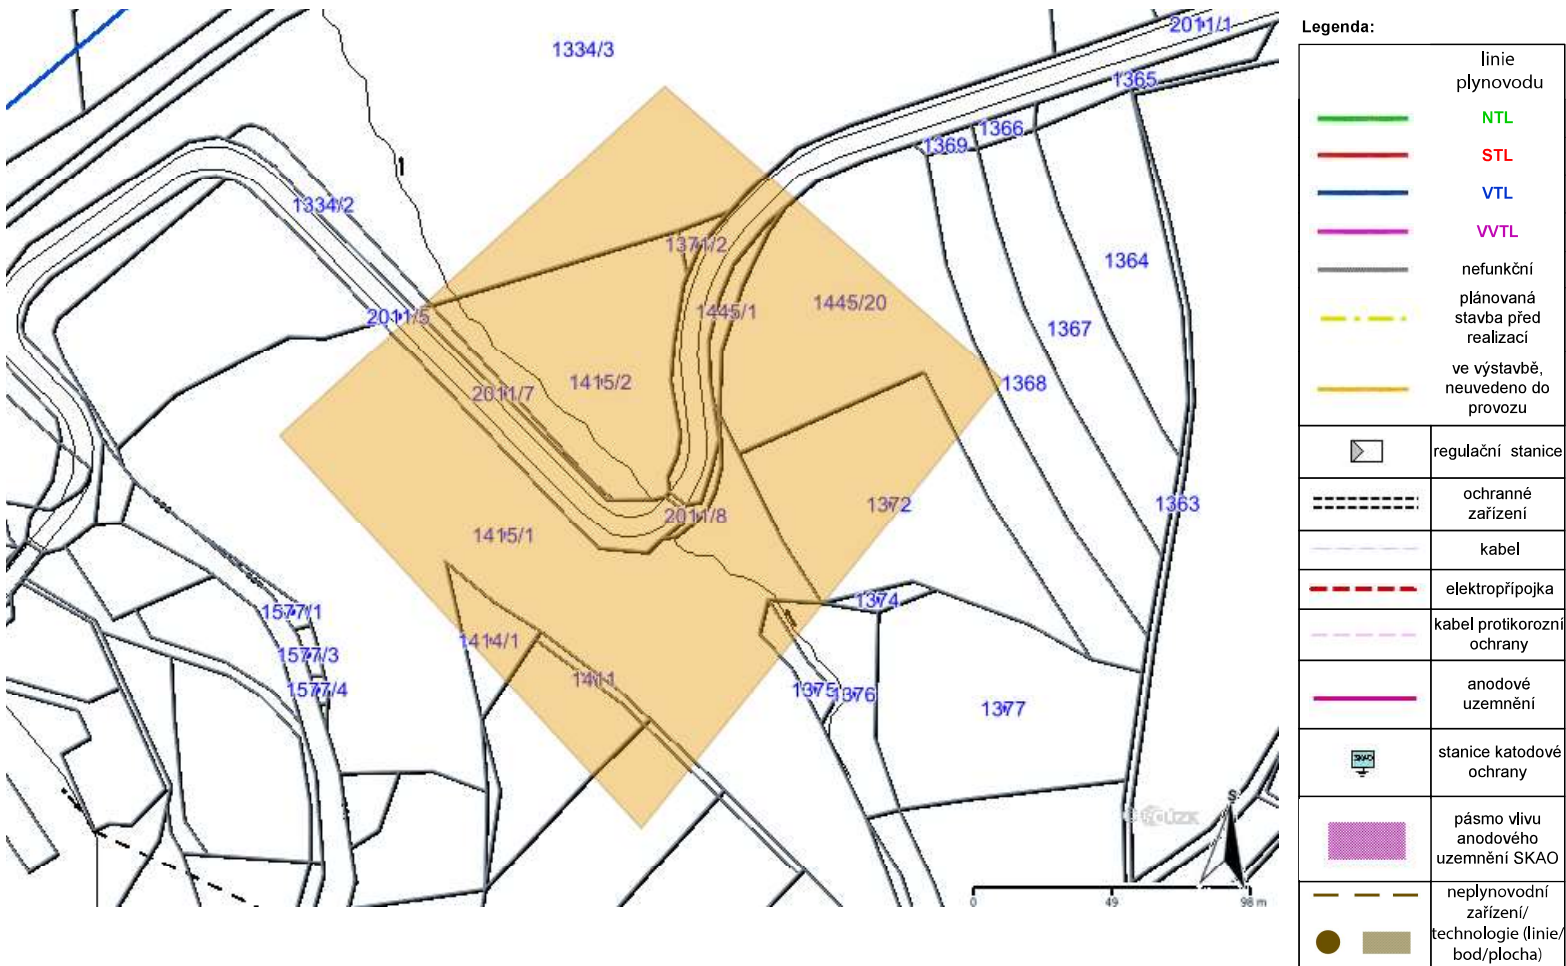 2011/1
1334/3
1365
1366
1369
1334/2
1371/2
1364
1445/1
1445/20
2011/5
1367
1415/2
1368
2011/7
1363
1372
2011/8
1415/1
1374
1577/1
1414/1
1577/3
1411
1577/4
1375
1376
1377
S
0
49
98 m
Legenda:
linie
plynovodu
NTL
STL
VTL
VVTL
nefunkční
plánovaná
stavba před
realizací
ve výstavbě,
neuvedeno do
provozu
regulační stanice
ochranné
zařízení
kabel
elektropřípojka
kabel protikorozní
ochrany
anodové
uzemnění
SKAO
stanice katodové
ochrany
pásmo vlivu
anodového
uzemnění SKAO
neplynovodní
zařízení/
technologie (linie/
bod/plocha)